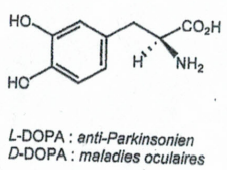 HO
CO₂H
HO
H
NH₂
L-DOPA : anti-Parkinsonien
D-DOPA : maladies oculaires